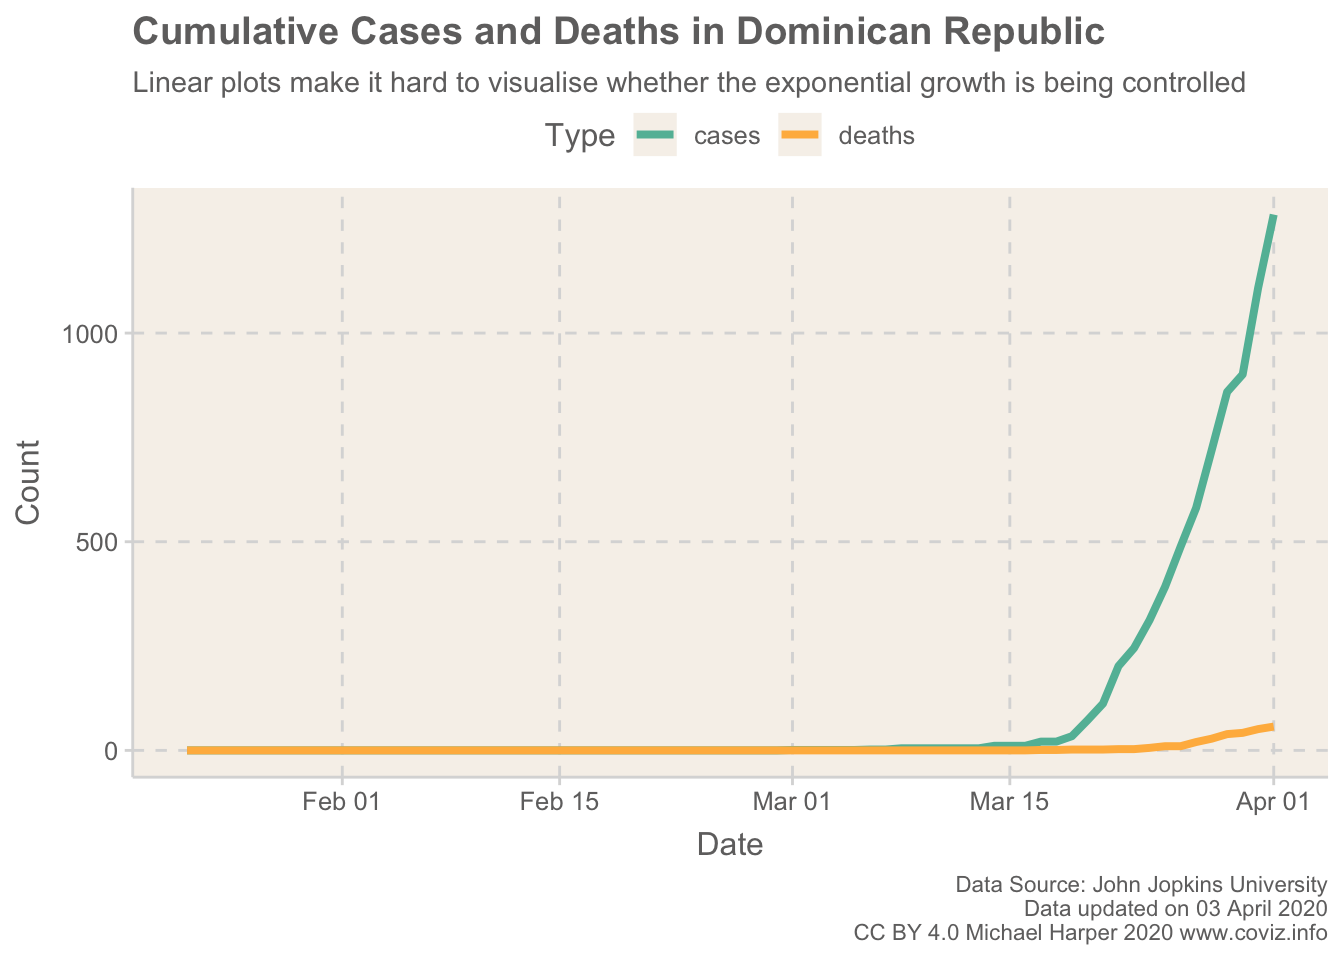 Cumulative Cases and Deaths in Dominican Republic
Linear plots make it hard to visualise whether the exponential growth is being controlled
Type cases deaths
1000
500
0
Count
Feb 01 Feb 15 Mar 01 Mar 15 Apr 01
Date
Data Source: John Jopkins University
Data updated on 03 April 2020
CC BY 4.0 Michael Harper 2020 www.coviz.info